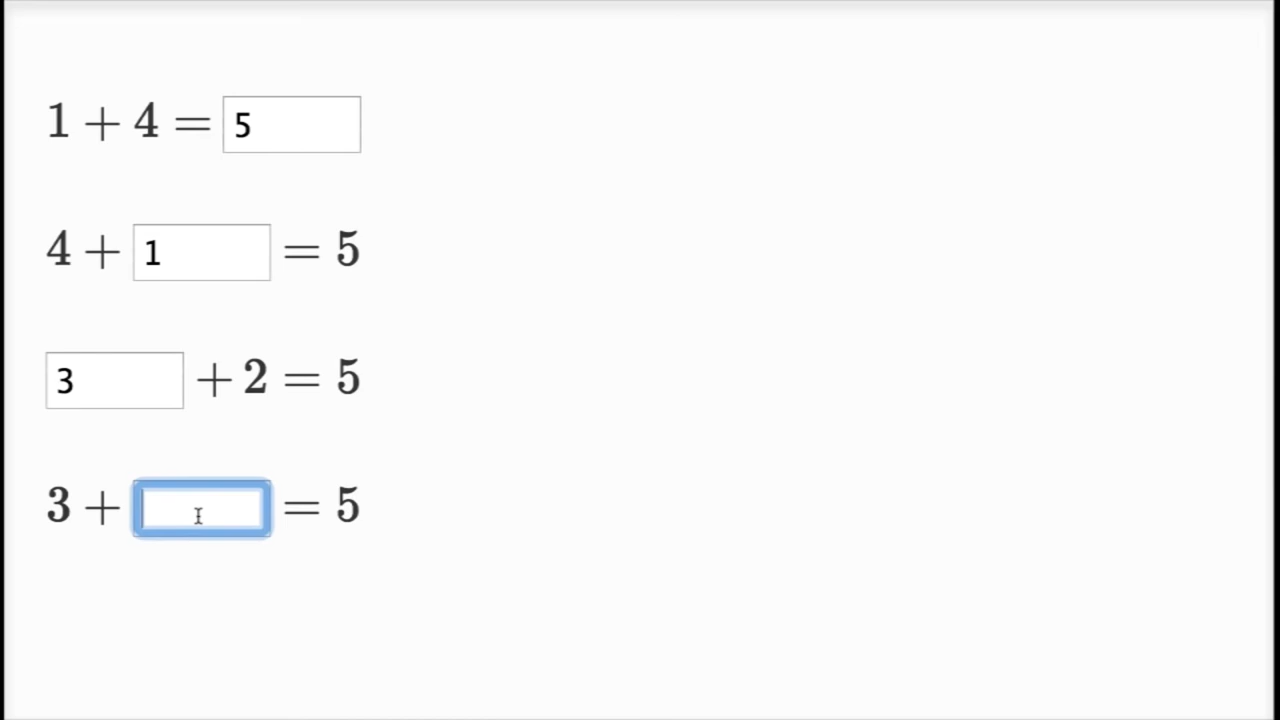 1 + 4 = 5
4 + 1 = 5
3 + 2 = 5
3 + = 5